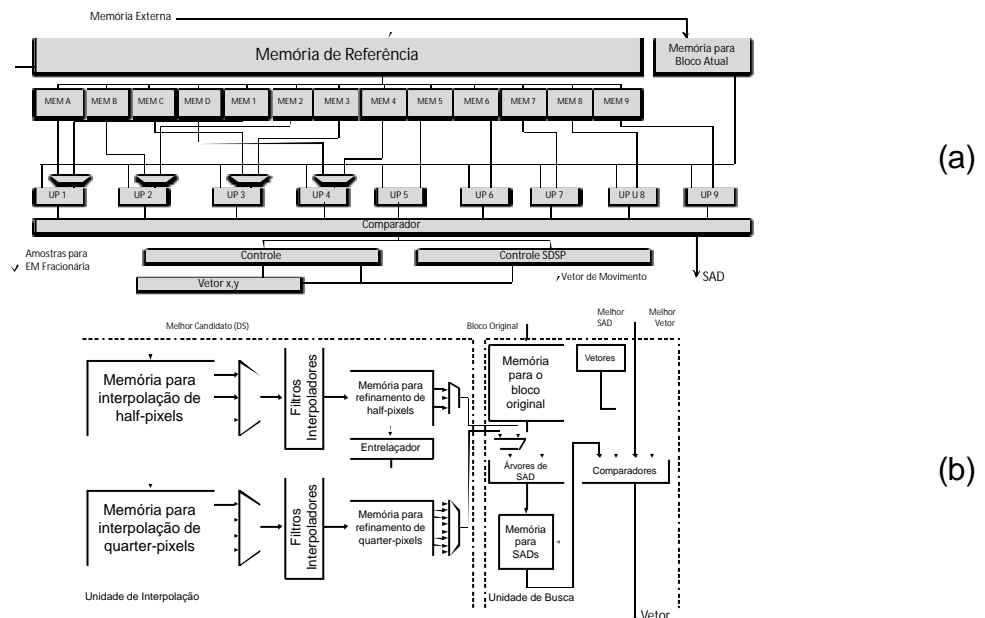 Memória Externa
Memória de Referência
Memória para
Bloco Atual
MEM A
MEM B
MEM C
MEM D
MEM 1
MEM 2
MEM 3
MEM 4
MEM 5
MEM 6
MEM 7
MEM 8
MEM 9
(a)
UP 1
UP 2
UP 3
UP 4
UP 5
UP 6
UP 7
UP U 8
UP 9
Comparador
Amostras para
EM Fracionária
Controle
Controle SDSP
Vetor x,y
Vetor de Movimento
SAD
Melhor Candidato (DS)
Bloco Original
Melhor
SAD
Melhor
Vetor
Memória para
interpolação de
half-pixels
Filtros
Interpoladores
Memória para
refinamento de
half-pixels
Entrelaçador
Memória
para o
bloco
original
Vetores
Árvores de
SAD
Comparadores
(b)
Memória para
interpolação de
quarter-pixels
Filtros
Interpoladores
Memória para
refinamento de
quarter-pixels
Memória
para
SADs
Unidade de Interpolação
Unidade de Busca
Vetor